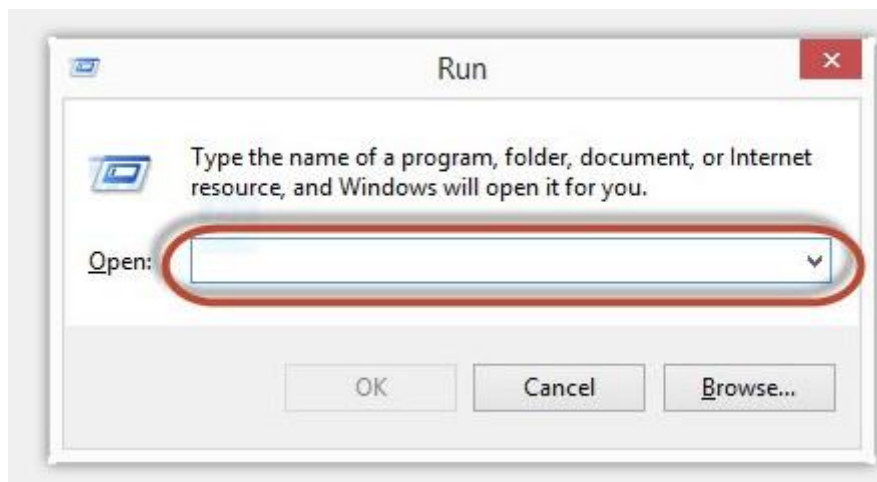 Run
Type the name of a program, folder, document, or Internet
resource, and Windows will open it for you.
Open:
OK Cancel Browse...